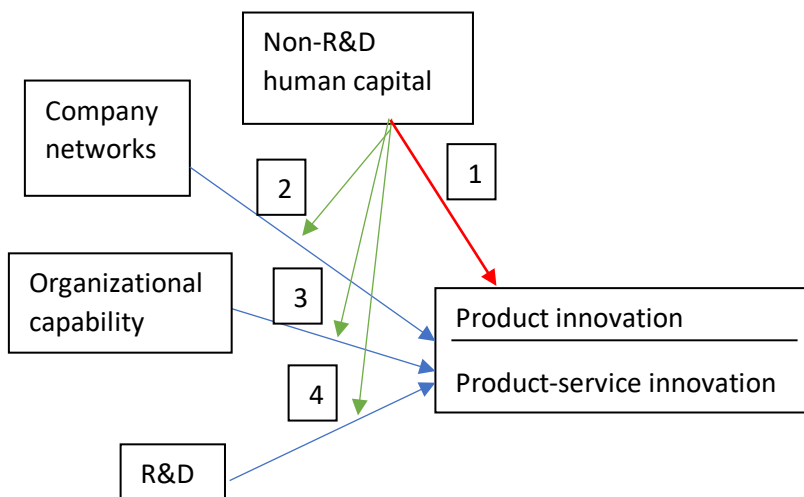 Non-R&D
human capital
Company
networks
1
2
Organizational
capability
3
Product innovation
Product-service innovation
4
R&D